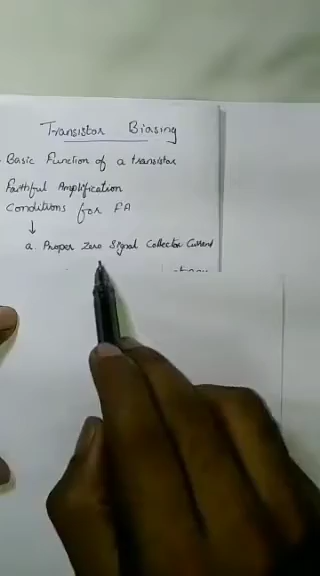 Transistor Biasing
Basic Function of a transistor
Faithful Amplification
Conditions for FA
↓
a. Proper Zero Signal Collector Current